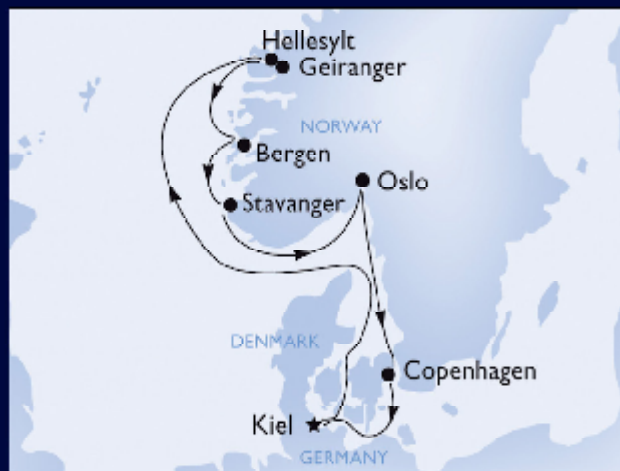 Hellesylt
Geiranger
NORWAY
Bergen
Oslo
Stavanger
DENMARK
Copenhagen
Kiel
GERMANY